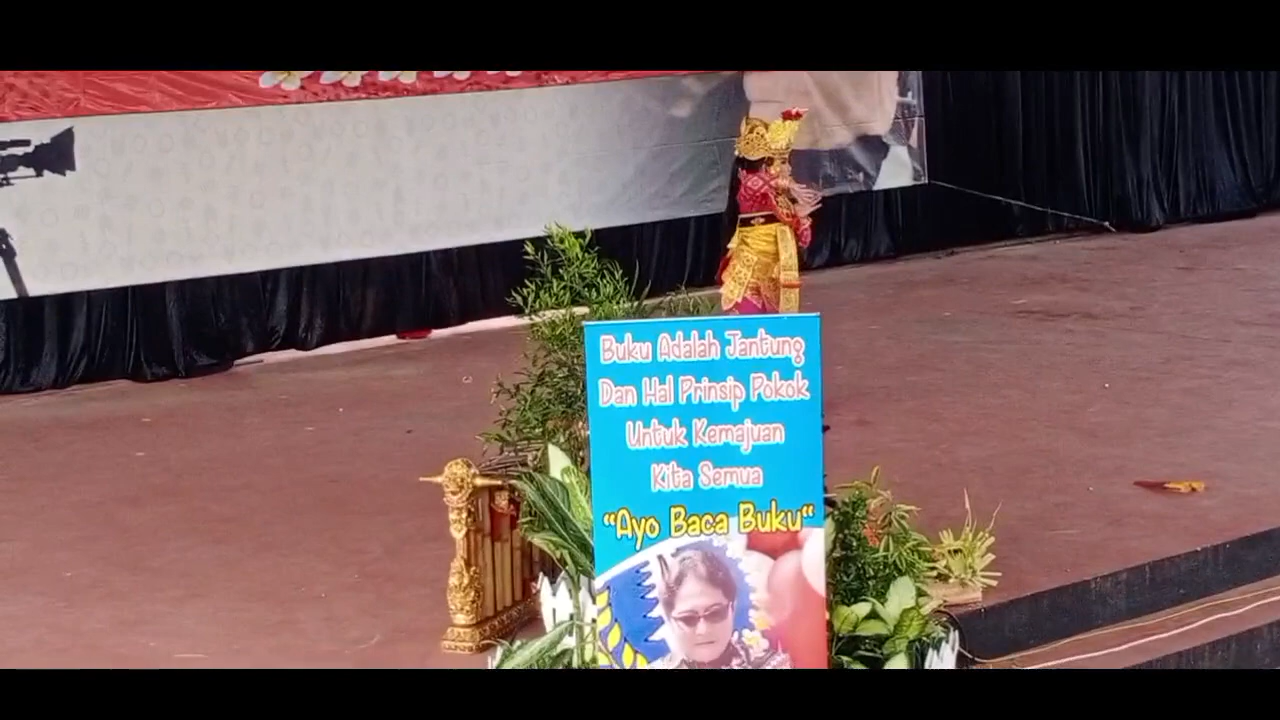 Buku Adalah Jantung
Dan Hal Prinsip Pokok
Untuk Kemajuan
Kita Semua
"Ayo Baca Buku"